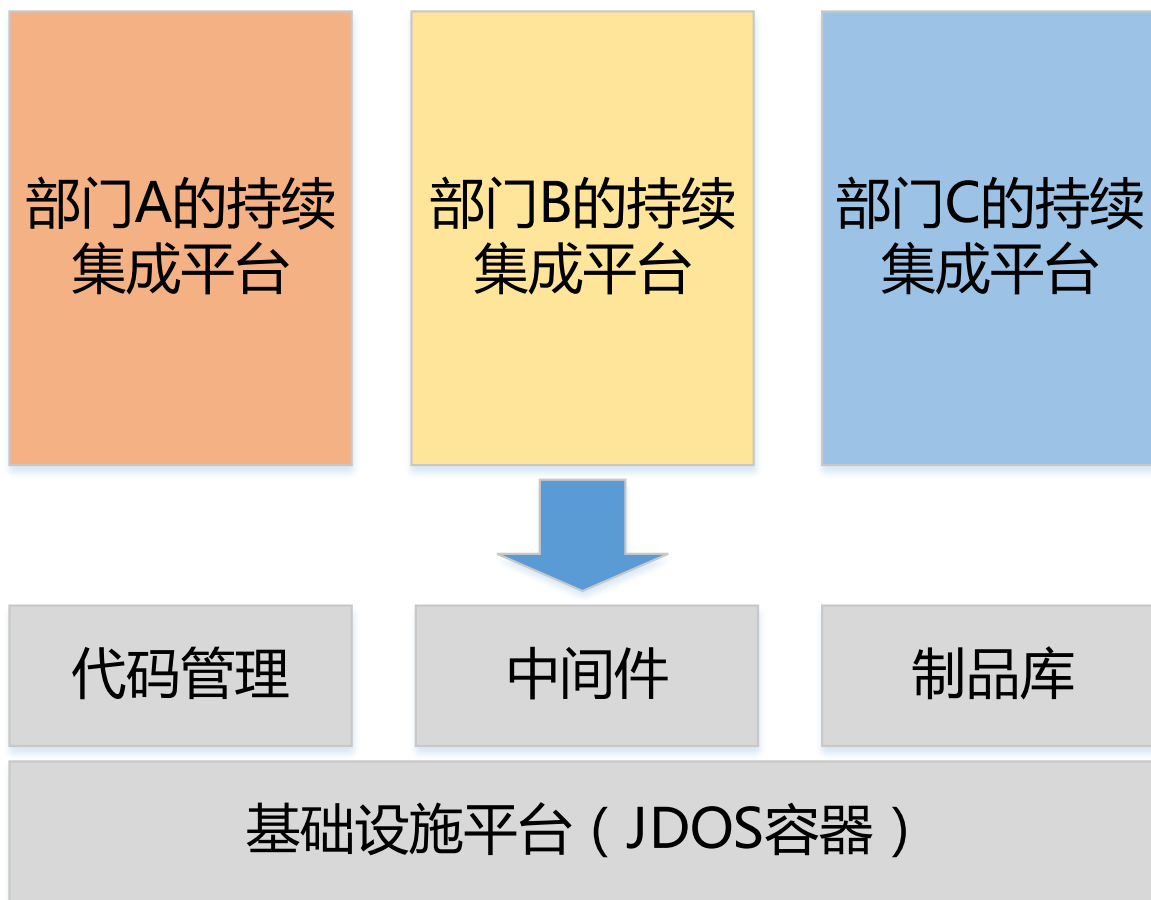 部门A的持续
集成平台
部门B的持续
集成平台
部门C的持续
集成平台
代码管理
中间件
制品库
基础设施平台（JDOS容器）